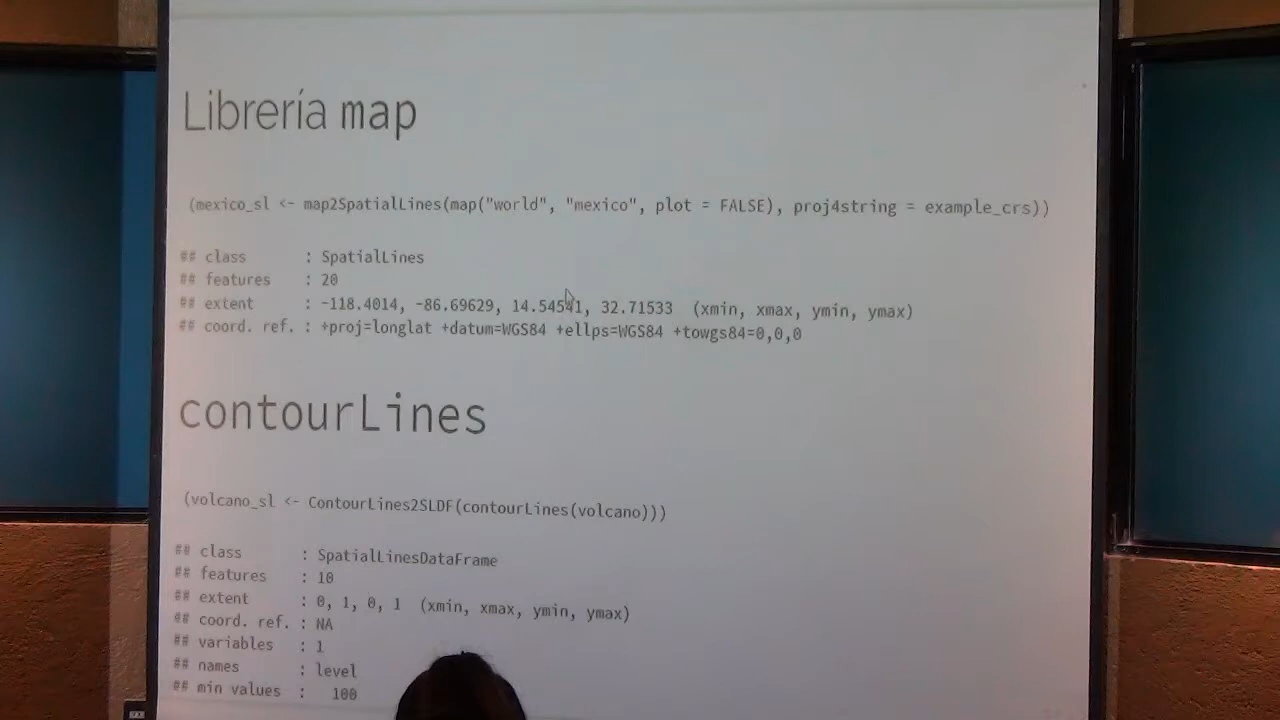 Librería map
(mexico_sl <- map2SpatialLines(map("world", "mexico", plot = FALSE), proj4string = example_crs))
## class : SpatialLines
## features : 20
## extent : -118.4014, -86.69629, 14.54541, 32.71533 (xmin, xmax, ymin, ymax)
## coord. ref. : +proj=longlat +datum=WGS84 +ellps=WGS84 +towgs84=0,0,0
contourLines
(volcano_sl <- ContourLines2SLDF(contourLines(volcano)))
## class : SpatialLinesDataFrame
## features : 10
## extent : 0, 1, 0, 1 (xmin, xmax, ymin, ymax)
## coord. ref. : NA
## variables : 1
## names : level
## min values : 100